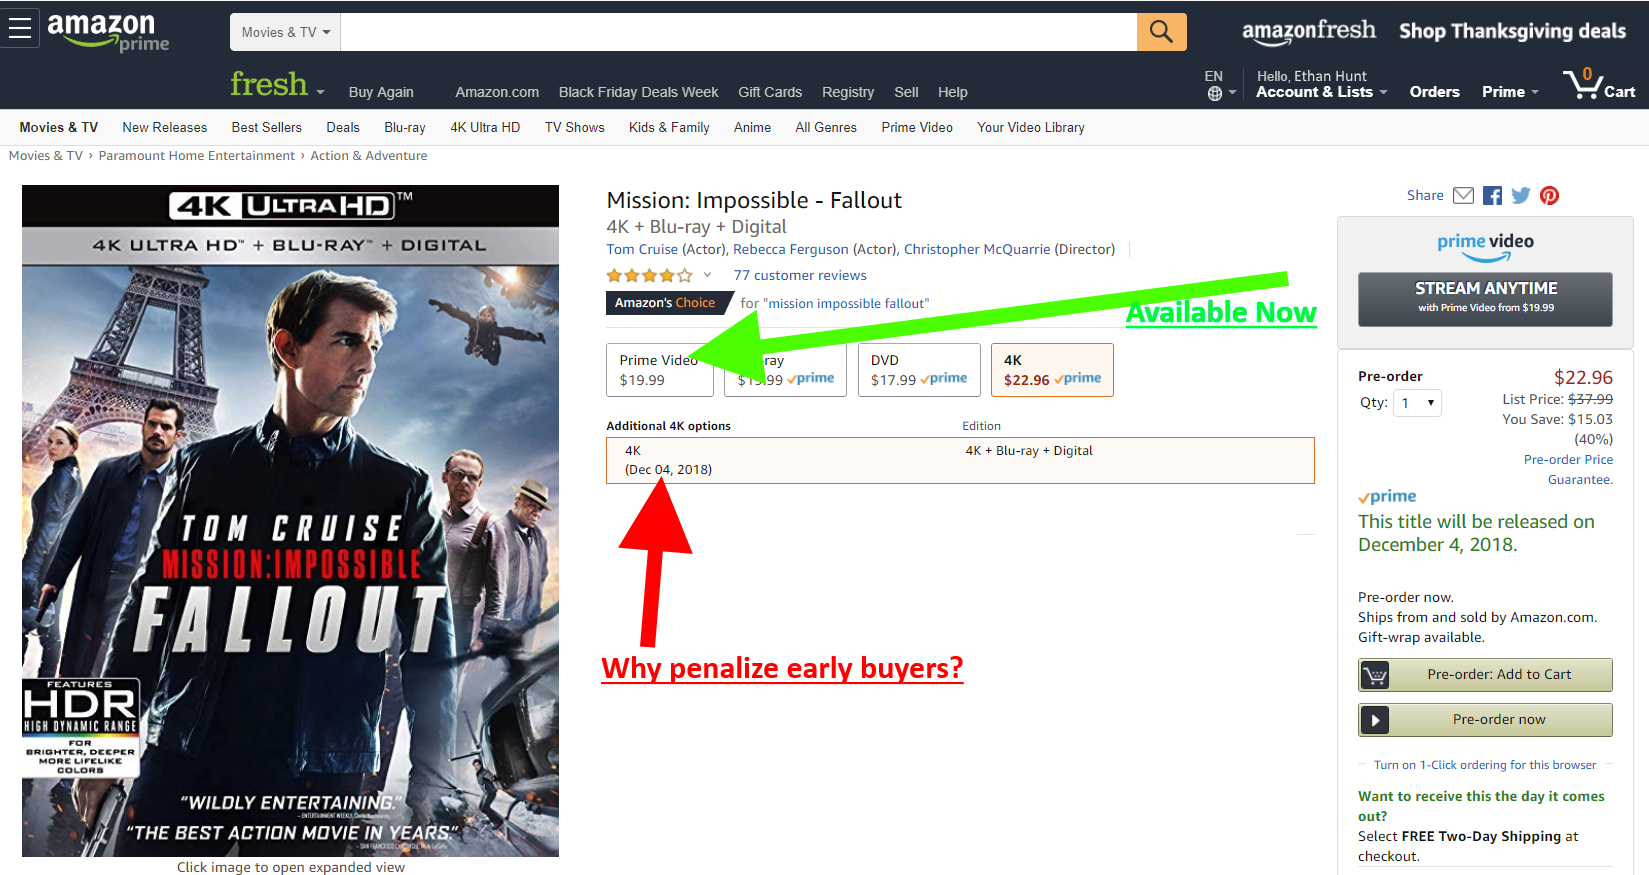 amazon
prime
Movies & TV
amazonfresh Shop Thanksgiving deals
fresh
Buy Again Amazon.com Black Friday Deals Week Gift Cards Registry Sell Help
EN
Hello, Ethan Hunt
Account & Lists Orders Prime 0 Cart
Movies & TV New Releases Best Sellers Deals Blu-ray 4K Ultra HD TV Shows Kids & Family Anime All Genres Prime Video Your Video Library
Movies & TV › Paramount Home Entertainment › Action & Adventure
4K ULTRA HD™
4K ULTRA HD™ + BLU-RAY™ + DIGITAL
TOM CRUISE
MISSION:IMPOSSIBLE
FALLOUT
FEATURES
HDR
HIGH DYNAMIC RANGE
FOR
BRIGHTER, DEEPER
MORE LIFELIKE
COLORS
"WILDLY ENTERTAINING."
"THE BEST ACTION MOVIE IN YEARS."
Click image to open expanded view
Mission: Impossible - Fallout
4K + Blu-ray + Digital
Tom Cruise (Actor), Rebecca Ferguson (Actor), Christopher McQuarrie (Director)
77 customer reviews
Amazon's Choice for "mission impossible fallout"
Available Now
Prime Video
$19.99
ray
prime
DVD
$17.99 prime
4K
$22.96 prime
Additional 4K options Edition
4K 4K + Blu-ray + Digital
(Dec 04, 2018)
Why penalize early buyers?
Share
prime video
STREAM ANYTIME
with Prime Video from $19.99
Pre-order $22.96
Qty: 1 List Price: $37.99
You Save: $15.03
(40%)
Pre-order Price
Guarantee.
prime
This title will be released on
December 4, 2018.
Pre-order now.
Ships from and sold by Amazon.com.
Gift-wrap available.
Pre-order: Add to Cart
Pre-order now
Turn on 1-Click ordering for this browser
Want to receive this the day it comes
out?
Select FREE Two-Day Shipping at
checkout.